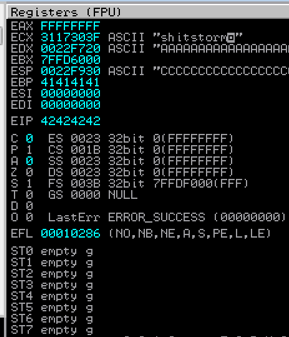 Registers (FPU)
EAX FFFFFFFF
ECX 3117303F ASCII "shitstorm@"
EDX 0022F720 ASCII "AAAAAAAAAAAAAAAAA
EBX 7FFD6000
ESP 0022F930 ASCII "CCCCCCCCCCCCCCCCC
EBP 41414141
ESI 00000000
EDI 00000000
EIP 42424242
C 0 ES 0023 32bit 0(FFFFFFFF)
P 1 CS 001B 32bit 0(FFFFFFFF)
A 0 SS 0023 32bit 0(FFFFFFFF)
Z 0 DS 0023 32bit 0(FFFFFFFF)
S 1 FS 003B 32bit 7FFDF000(FFF)
T 0 GS 0000 NULL
D 0
O 0 LastErr ERROR_SUCCESS (00000000)
EFL 00010286 (NO,NB,NE,A,S,PE,L,LE)
ST0 empty g
ST1 empty g
ST2 empty g
ST3 empty g
ST4 empty g
ST5 empty g
ST6 empty g
ST7 empty g